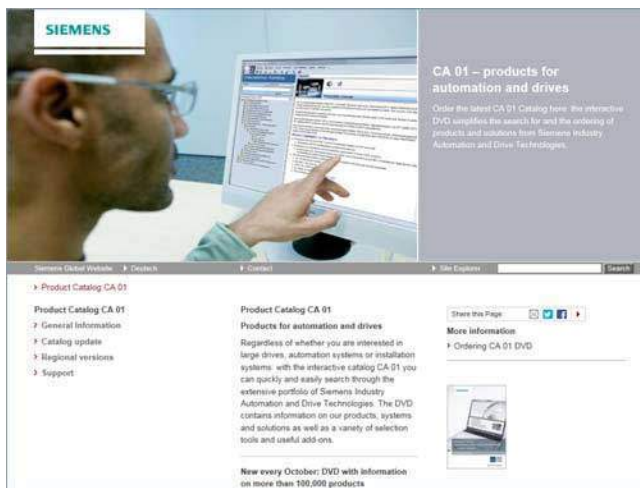 SIEMENS
CA 01 – products for
automation and drives
Order the latest CA 01 Catalog here: the interactive
DVD simplifies the search for and the ordering of
products and solutions from Siemens Industry
Automation and Drive Technologies.
Siemens Global Website
Deutsch
Contact
Site Explorer
Search
Product Catalog CA 01
Product Catalog CA 01
General Information
Catalog update
Regional versions
Support
Product Catalog CA 01
Products for automation and drives
Regardless of whether you are interested in
large drives, automation systems or installation
systems: with the interactive catalog CA 01 you
can quickly and easily search through the
extensive portfolio of Siemens Industry
Automation and Drive Technologies. The DVD
contains information on our products, systems
and solutions as well as a variety of selection
tools and useful add-ons.
New every October: DVD with information
on more than 100,000 products
Share this Page
More information
Ordering CA 01 DVD